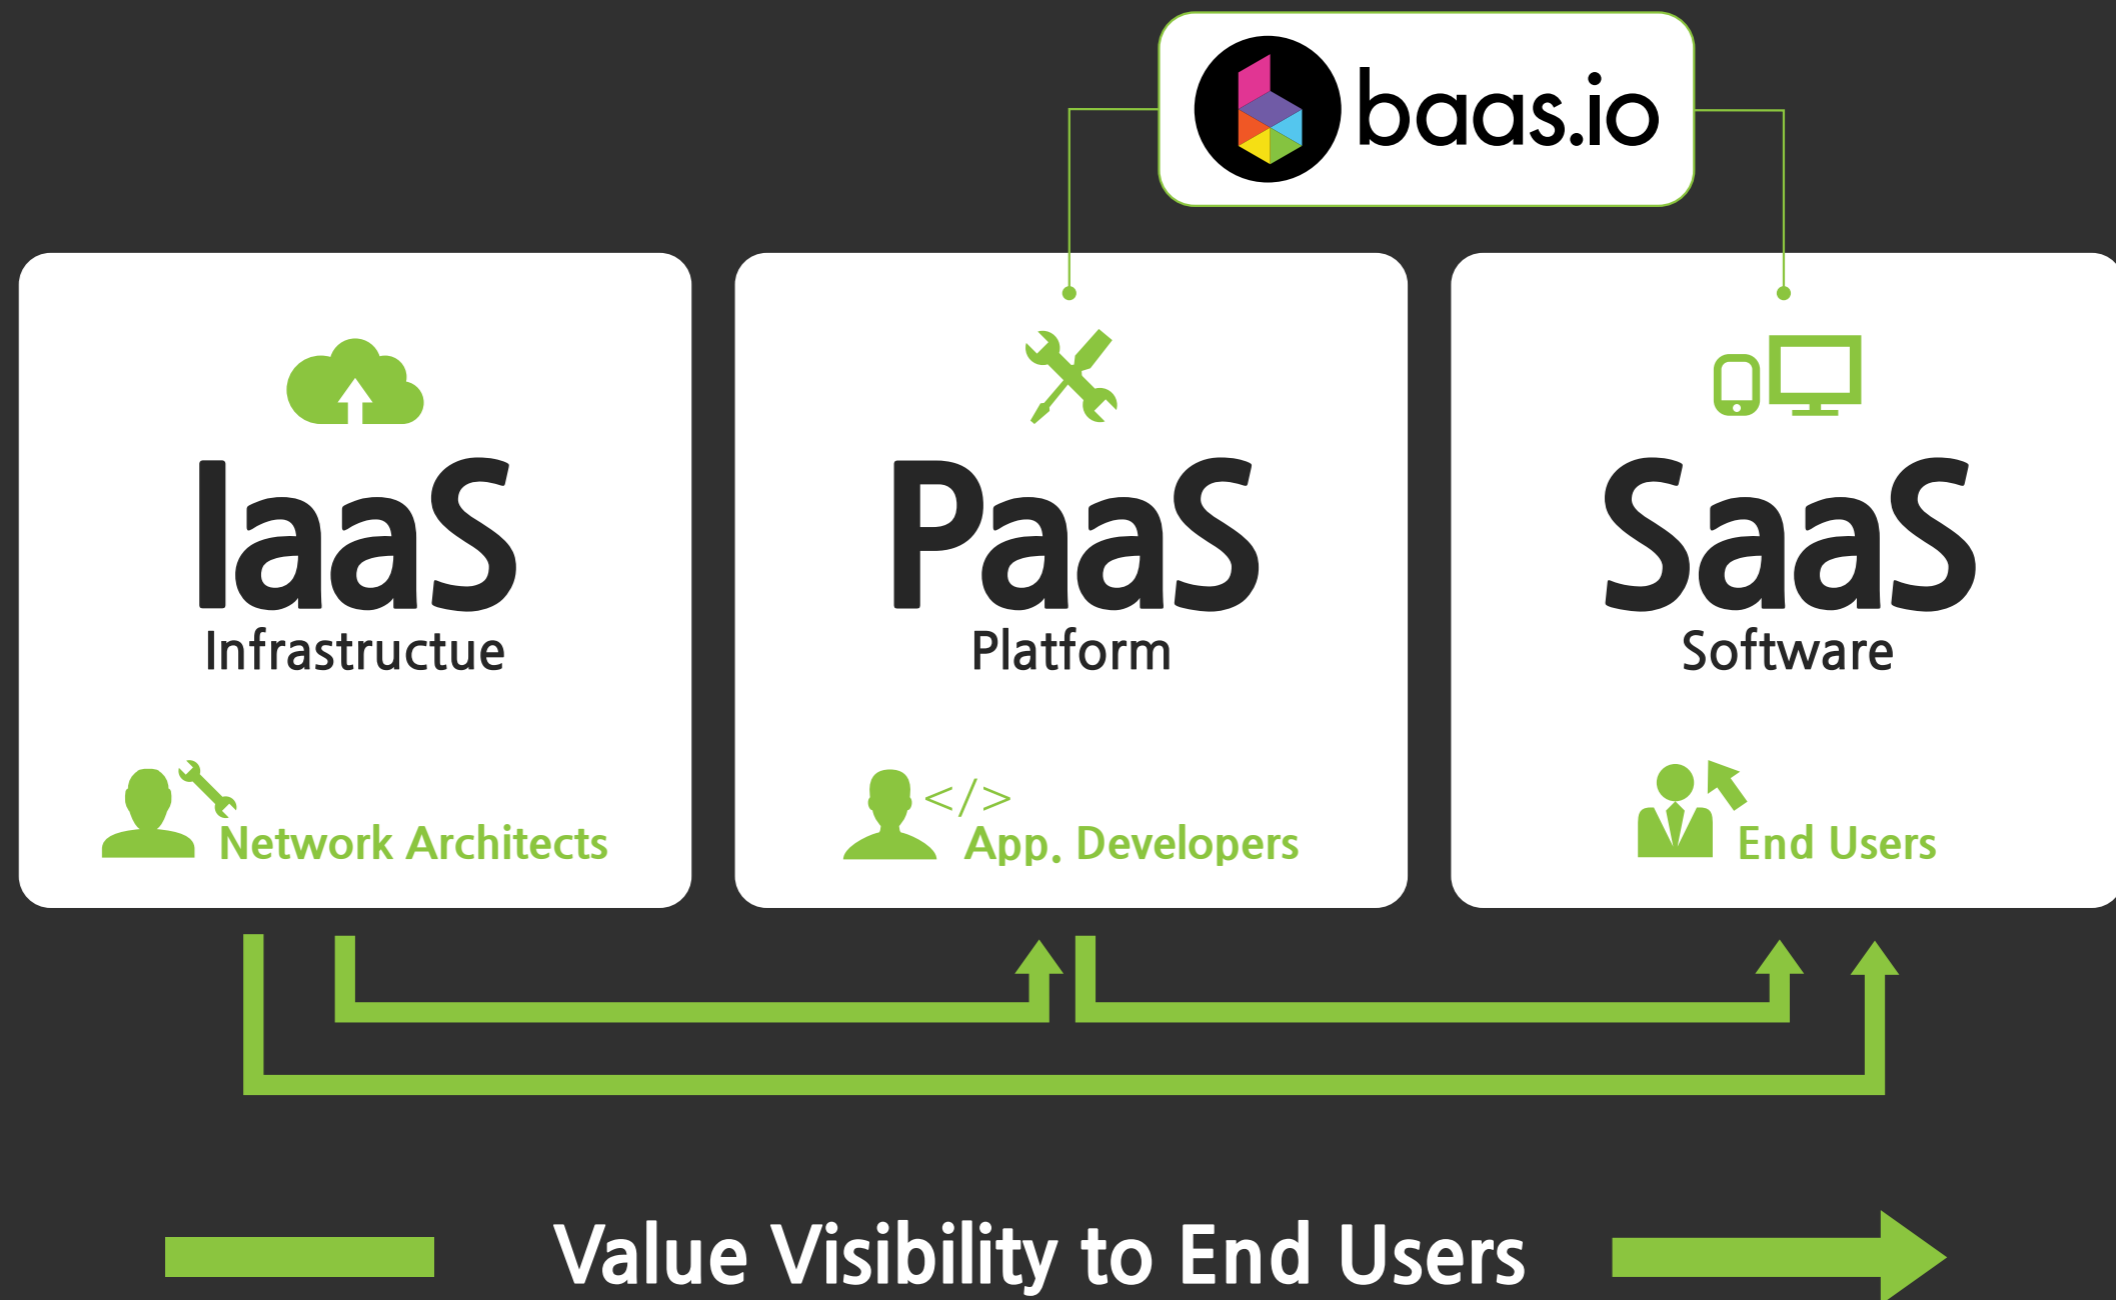 baas.io
IaaS
Infrastructue
Network Architects
PaaS
Platform
</>
App. Developers
SaaS
Software
End Users
Value Visibility to End Users